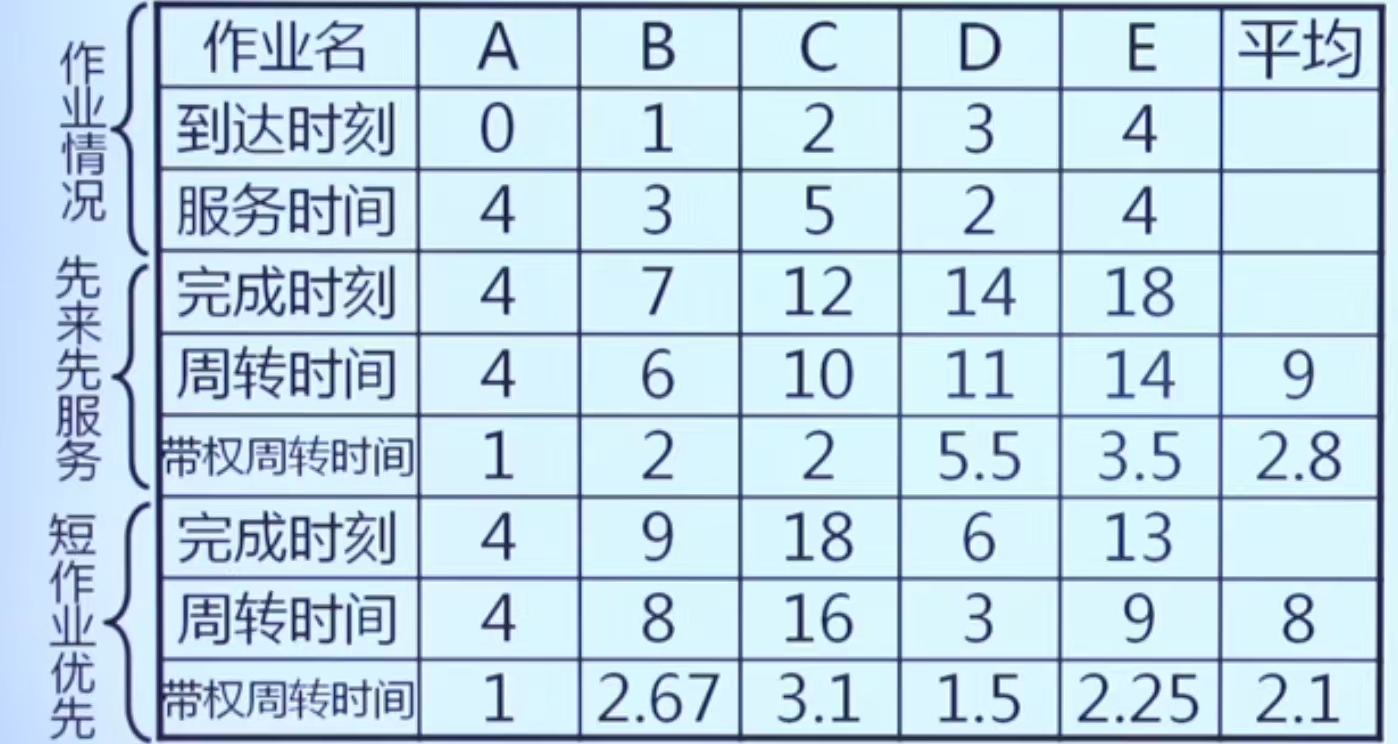 作业情况
作业名 A B C D E 平均
到达时刻 0 1 2 3 4
服务时间 4 3 5 2 4
先来先服务
完成时刻 4 7 12 14 18
周转时间 4 6 10 11 14 9
带权周转时间 1 2 2 5.5 3.5 2.8
短作业优先
完成时刻 4 9 18 6 13
周转时间 4 8 16 3 9 8
带权周转时间 1 2.67 3.1 1.5 2.25 2.1